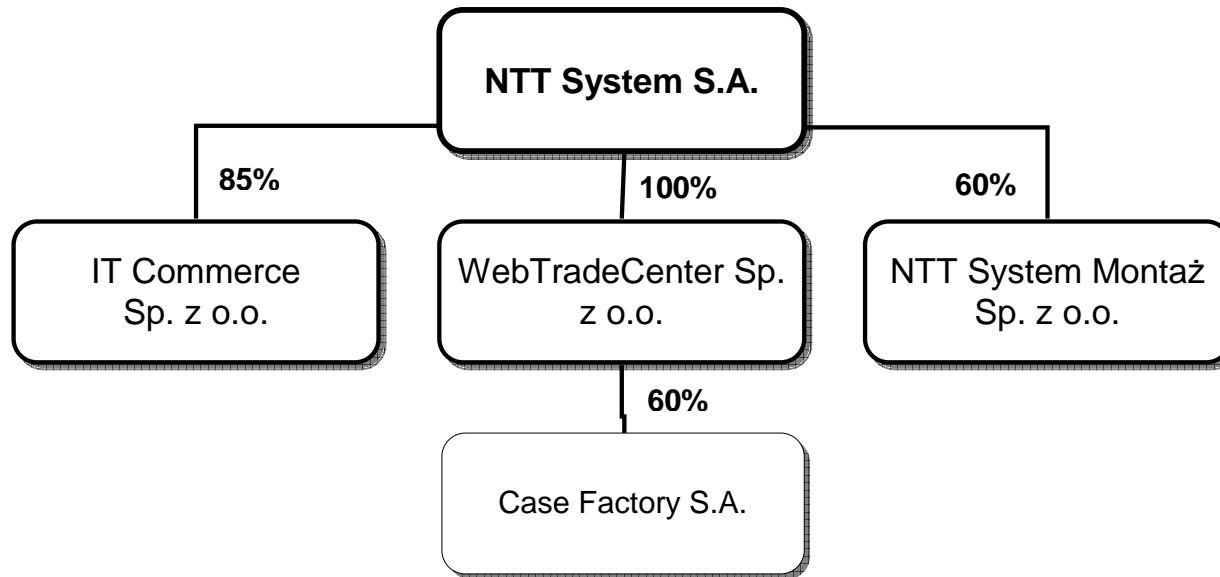 NTT System S.A.
85%
100%
60%
IT Commerce
Sp. z o.o.
WebTradeCenter Sp.
z o.o.
NTT System Montaż
Sp. z o.o.
60%
Case Factory S.A.